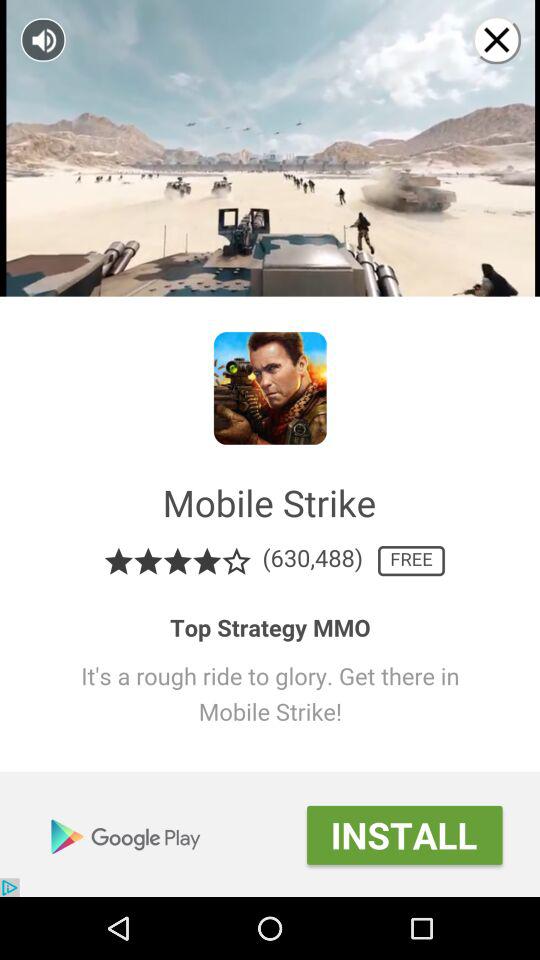 Mobile Strike
(630,488) FREE
Top Strategy MMO
It's a rough ride to glory. Get there in
Mobile Strike!
Google Play INSTALL